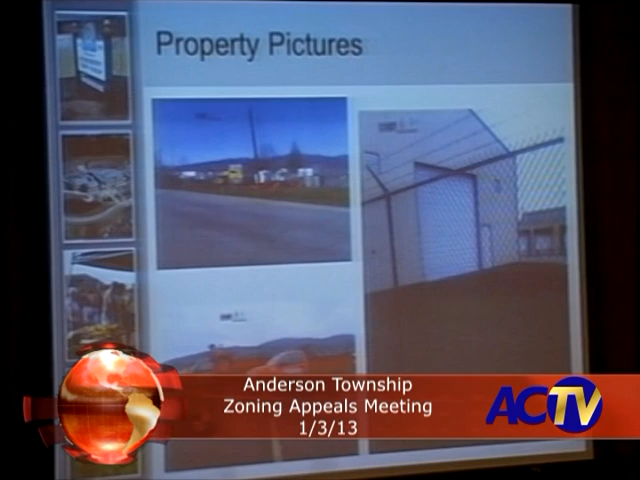 Property Pictures
Anderson Township
Zoning Appeals Meeting
1/3/13
ACTV